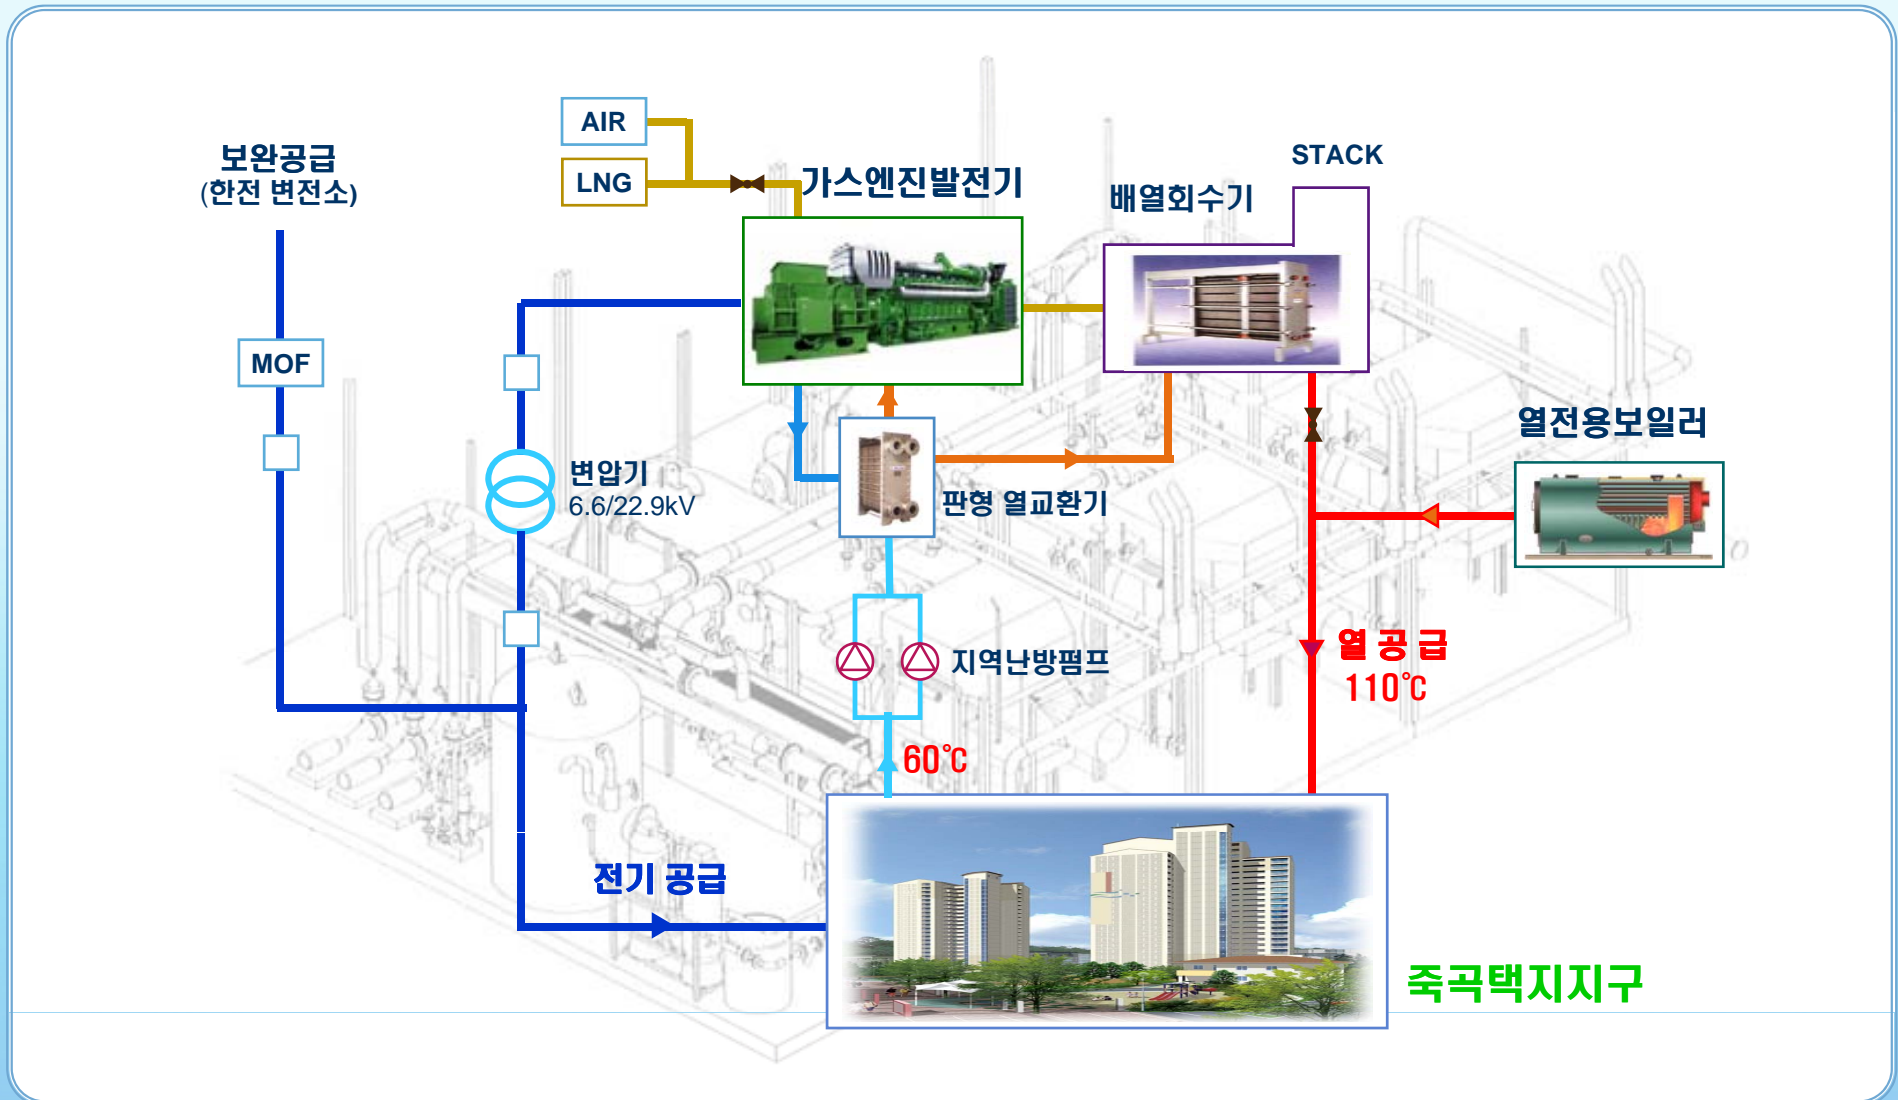 AIR
LNG
보완공급
(한전 변전소)
가스엔진발전기
배열회수기
STACK
MOF
변압기
6.6/22.9kV
판형 열교환기
열전용보일러
지역난방펌프
열 공 급
110℃
60℃
전기 공급
죽곡택지지구